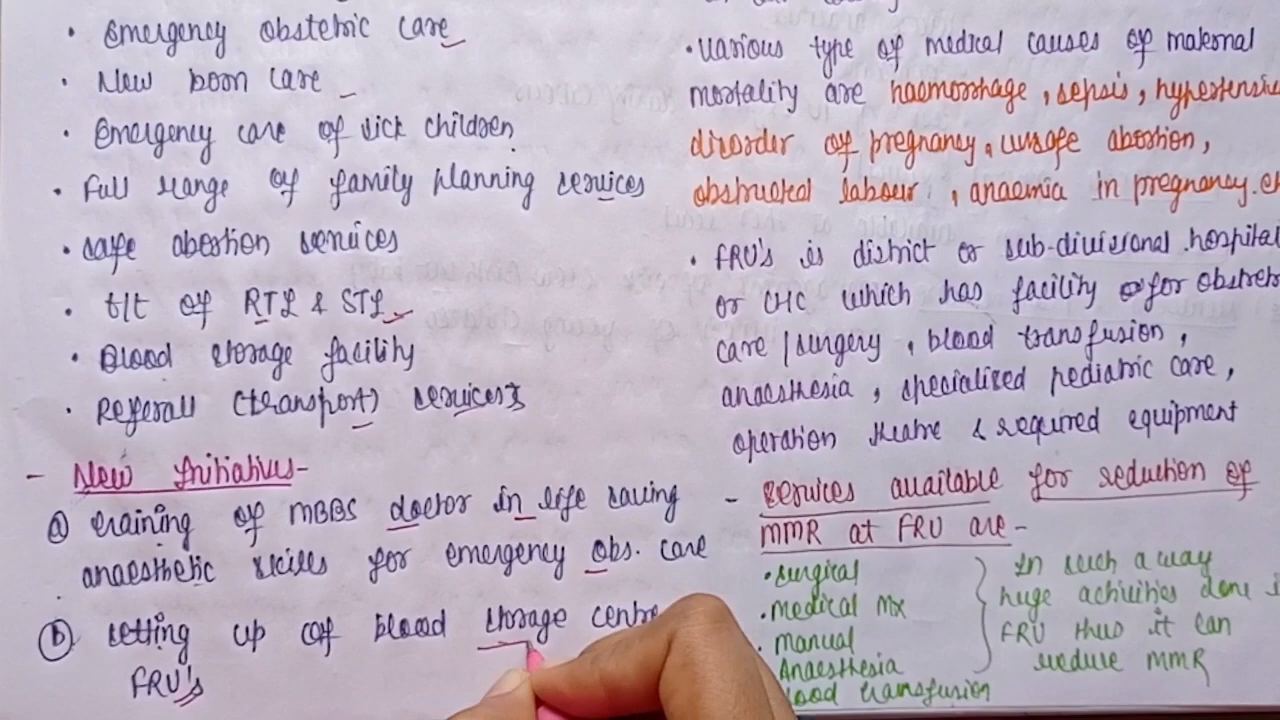 • Emergency obstetric care
• New born care
• Emergency care of sick children
• Full range of family planning services
• safe abortion services
• t/t of RTI & STI
• Blood storage facility
• Referall (transport) services
- New Initiatives-
ⓐ training of MBBS doctor in life saving
anaesthetic skills for emergency obs. care
ⓑ setting up of blood storage centre
FRU's
• various type of medical causes of maternal
mortality are haemorrhage, sepsis, hypertensive
disorder of pregnancy, unsafe abortion,
obstructed labour, anaemia in pregnancy.
• FRU's is district or sub-divisional hospital
or CHC which has facility for obstetric
care / surgery, blood transfusion,
anaesthesia, specialized pediatric care,
operation theatre & required equipment
- services available for reduction of
MMR at FRU are -
• surgical
• medical mx
• manual
Anaesthesia
blood transfusion
In such a way
huge activities done
FRU thus it can
reduce MMR